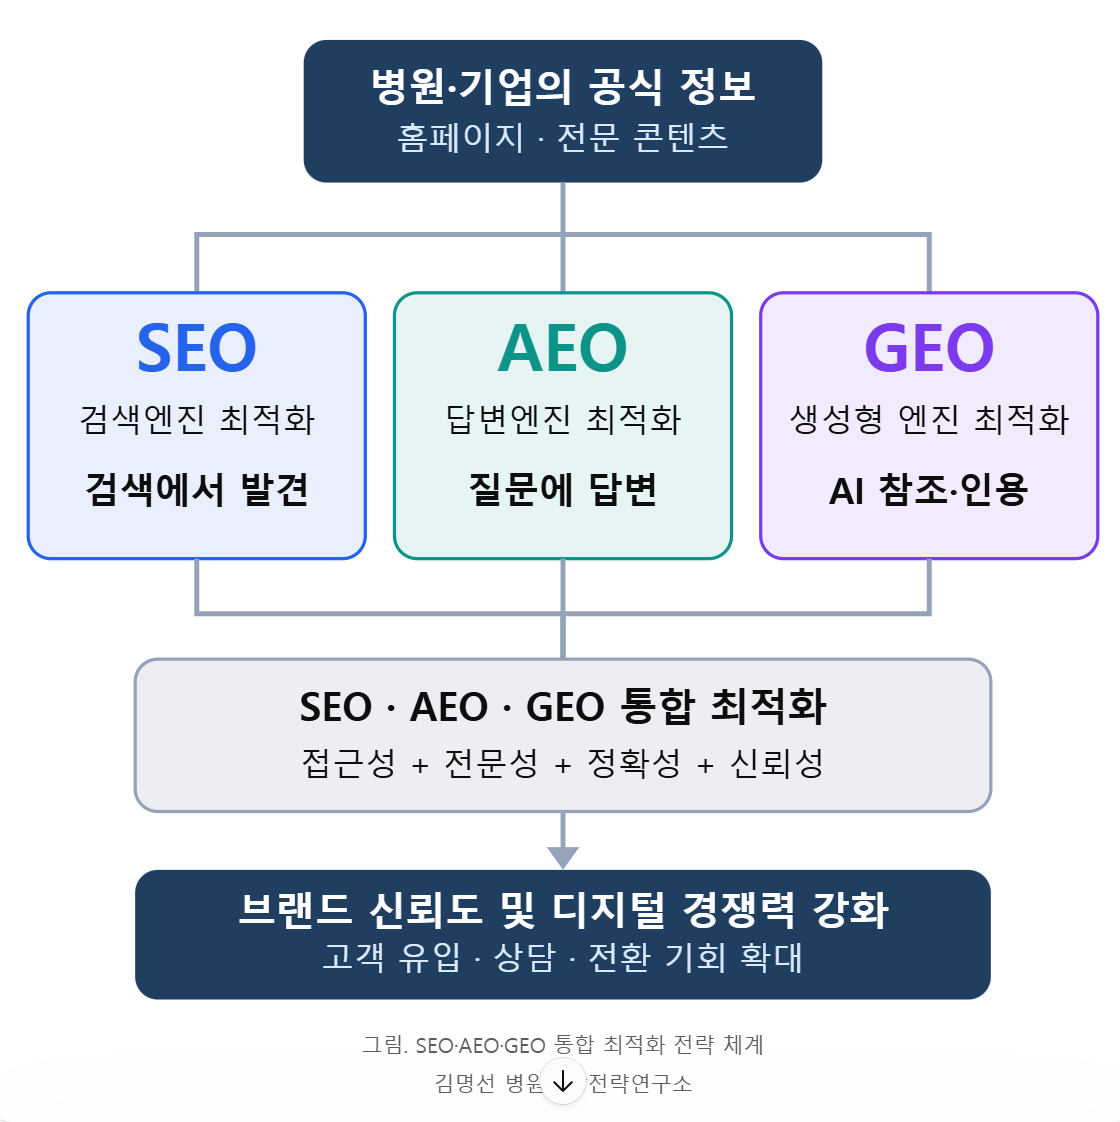 병원·기업의 공식 정보
홈페이지 · 전문 콘텐츠
SEO
검색엔진 최적화
검색에서 발견
AEO
답변엔진 최적화
질문에 답변
GEO
생성형 엔진 최적화
AI 참조·인용
SEO · AEO · GEO 통합 최적화
접근성 + 전문성 + 정확성 + 신뢰성
브랜드 신뢰도 및 디지털 경쟁력 강화
고객 유입 · 상담 · 전환 기회 확대
그림. SEO·AEO·GEO 통합 최적화 전략 체계
김명선 병원 전략연구소